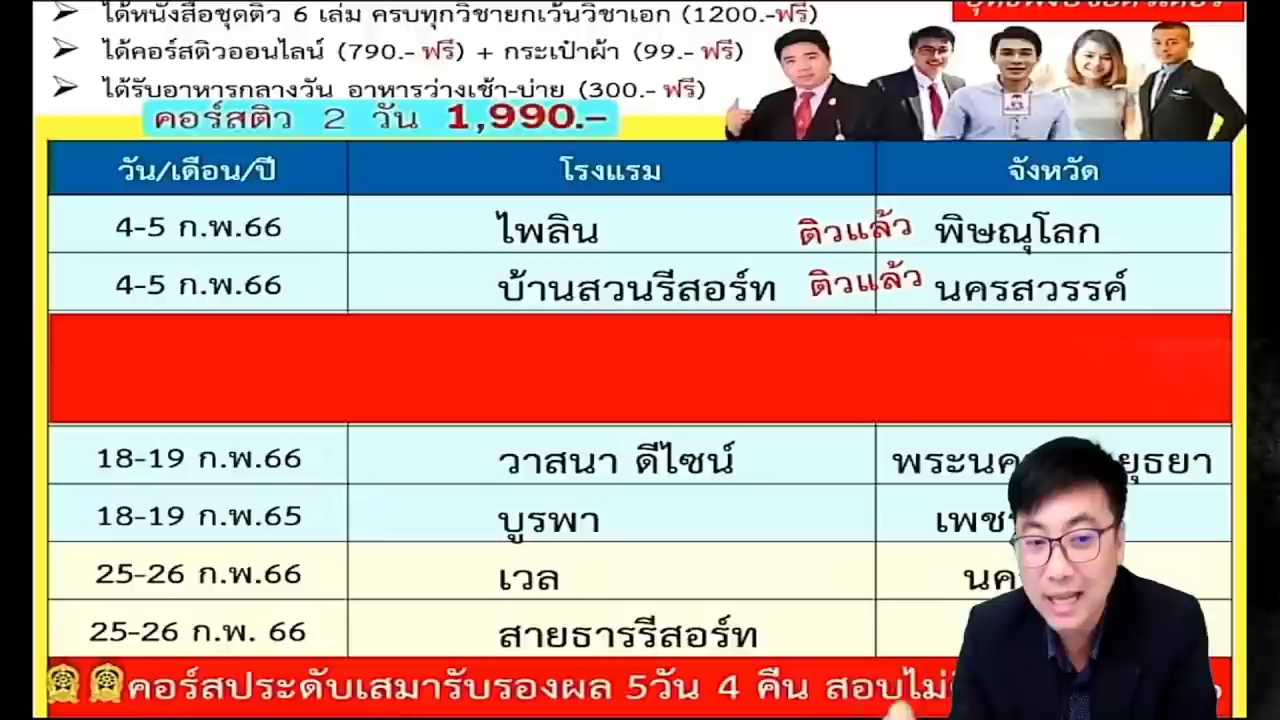 ได้หนังสือชุดติว 6 เล่ม ครบทุกวิชายกเว้นวิชาเอก (1200.-ฟรี)
ได้คอร์สติวออนไลน์ (790.- ฟรี) + กระเป๋าผ้า (99.- ฟรี)
ได้รับอาหารกลางวัน อาหารว่างเช้า-บ่าย (300.- ฟรี)
คอร์สติว 2 วัน 1,990.-
วัน/เดือน/ปี โรงแรม จังหวัด
4-5 ก.พ.66 ไพลิน ติวแล้ว พิษณุโลก
4-5 ก.พ.66 บ้านสวนรีสอร์ท ติวแล้ว นครสวรรค์
18-19 ก.พ.66 วาสนา ดีไซน์
18-19 ก.พ.65 บูรพา
25-26 ก.พ.66 เวล
25-26 ก.พ. 66 สายธารรีสอร์ท
คอร์สประดับเสมารับรองผล 5วัน 4 คืน สอบไม่